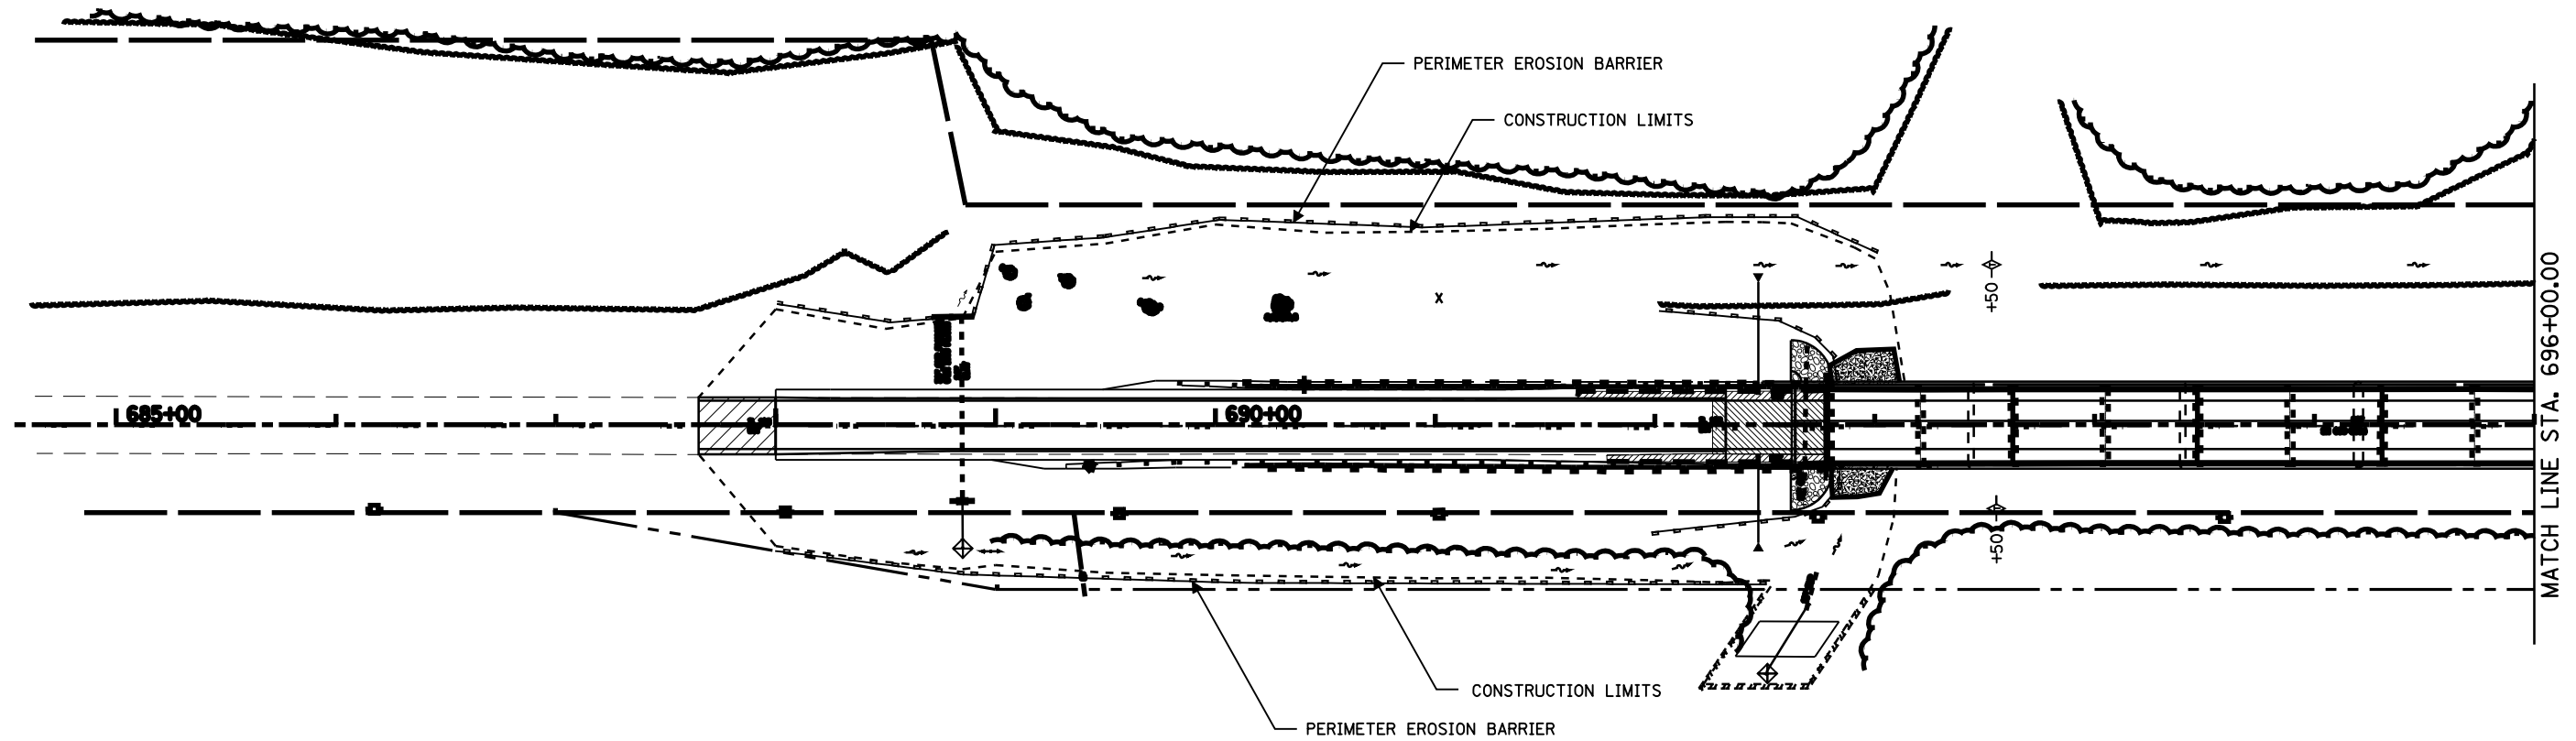 PERIMETER EROSION BARRIER
CONSTRUCTION LIMITS
+50
685+00
690+00
+50
CONSTRUCTION LIMITS
PERIMETER EROSION BARRIER
MATCH LINE STA. 696+00.00